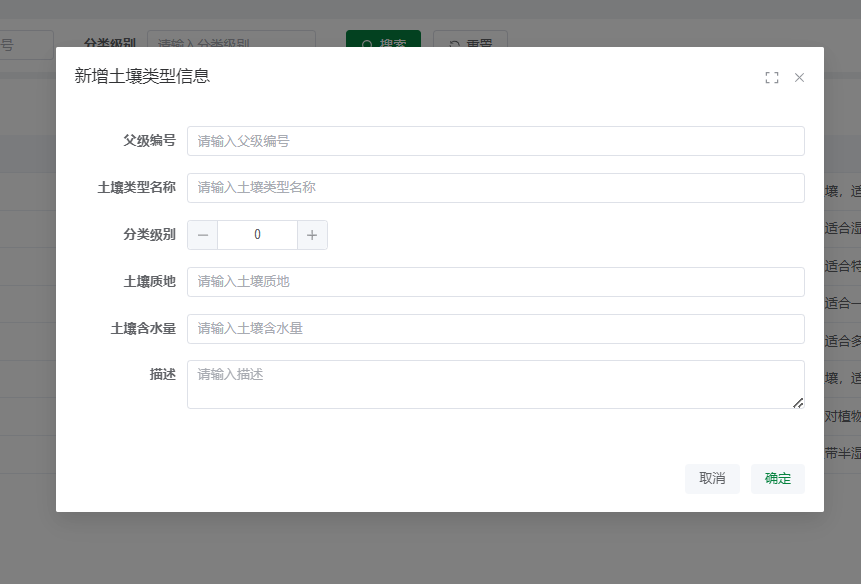 号 分类级别 请输入分类级别 搜索 重置
新增土壤类型信息
父级编号 请输入父级编号
土壤类型名称 请输入土壤类型名称
壤，适
分类级别 0
适合湿
适合特
土壤质地 请输入土壤质地
适合一
土壤含水量 请输入土壤含水量
适合多
描述 请输入描述
壤，适
对植物
带半湿
取消 确定